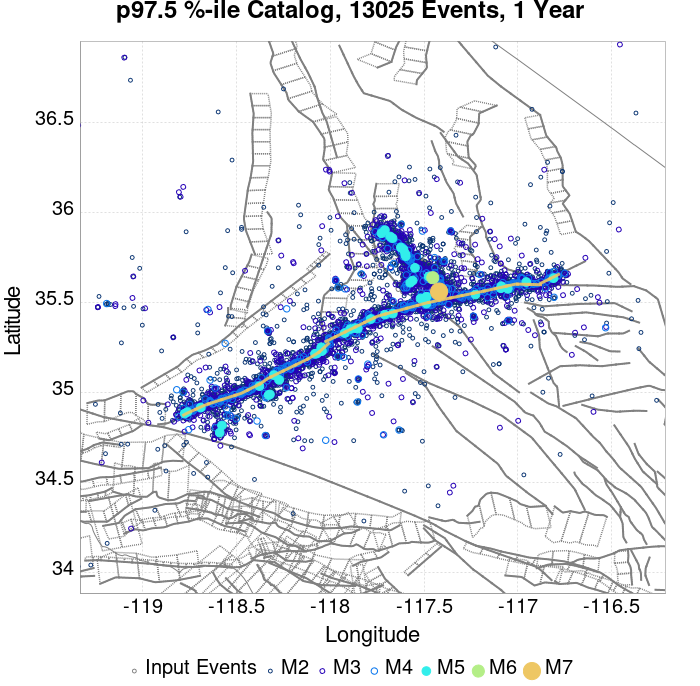 p97.5 %-ile Catalog, 13025 Events, 1 Year
36.5
36
35.5
35
34.5
34
Latitude
-119 -118.5 -118 -117.5 -117 -116.5
Longitude
Input Events M2 M3 M4 M5 M6 M7